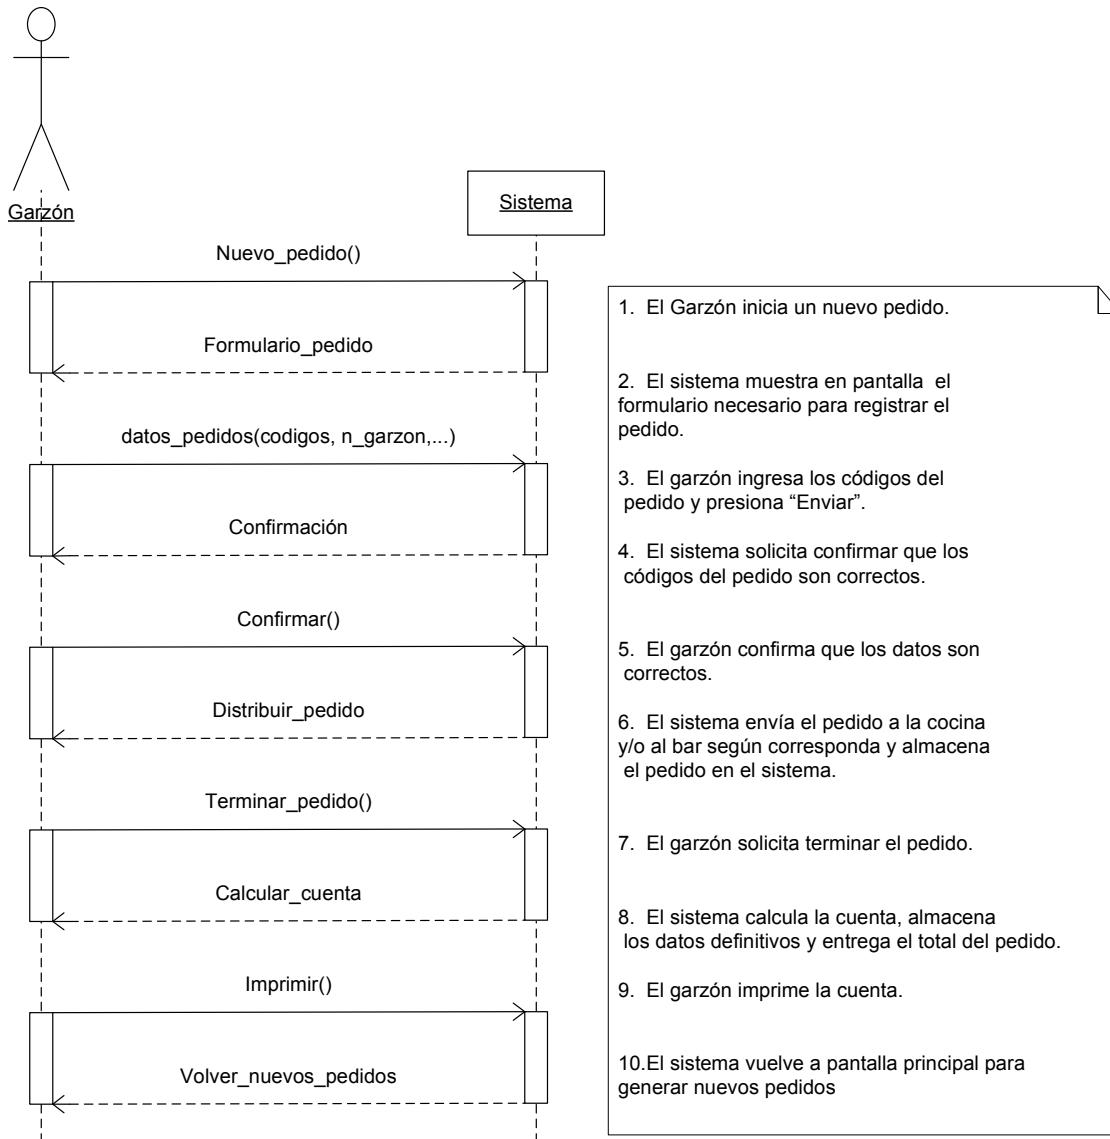 Garzón
Sistema
Nuevo_pedido()
Formulario_pedido
datos_pedidos(codigos, n_garzon,...)
Confirmación
Confirmar()
Distribuir_pedido
Terminar_pedido()
Calcular_cuenta
Imprimir()
Volver_nuevos_pedidos
1. El Garzón inicia un nuevo pedido.
2. El sistema muestra en pantalla el
formulario necesario para registrar el
pedido.
3. El garzón ingresa los códigos del
pedido y presiona “Enviar”.
4. El sistema solicita confirmar que los
códigos del pedido son correctos.
5. El garzón confirma que los datos son
correctos.
6. El sistema envía el pedido a la cocina
y/o al bar según corresponda y almacena
el pedido en el sistema.
7. El garzón solicita terminar el pedido.
8. El sistema calcula la cuenta, almacena
los datos definitivos y entrega el total del pedido.
9. El garzón imprime la cuenta.
10.El sistema vuelve a pantalla principal para
generar nuevos pedidos